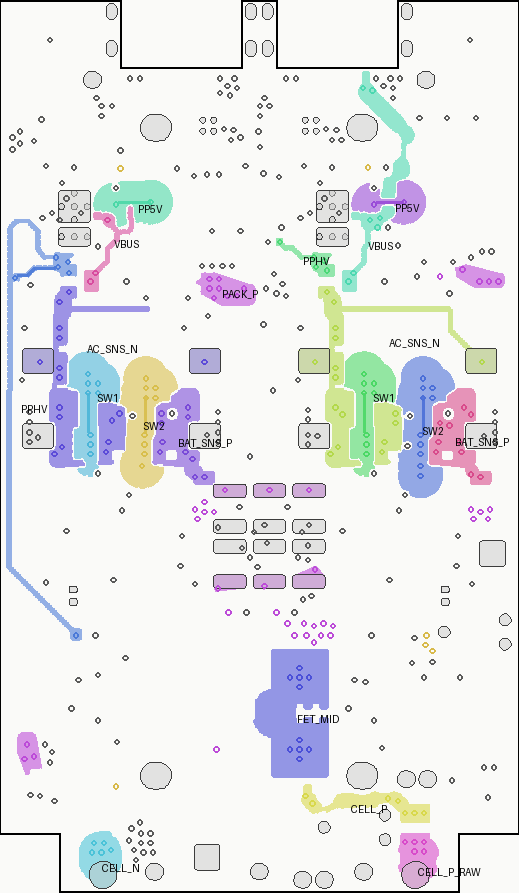 PP5V
PP5V
VBUS
VBUS
PPHV
PACK_P
AC_SNS_N
AC_SNS_N
SW1
SW1
PPHV
SW2
SW2
BAT_SNS_P
BAT_SNS_P
FET_MID
CELL_P
CELL_N
CELL_P_RAW